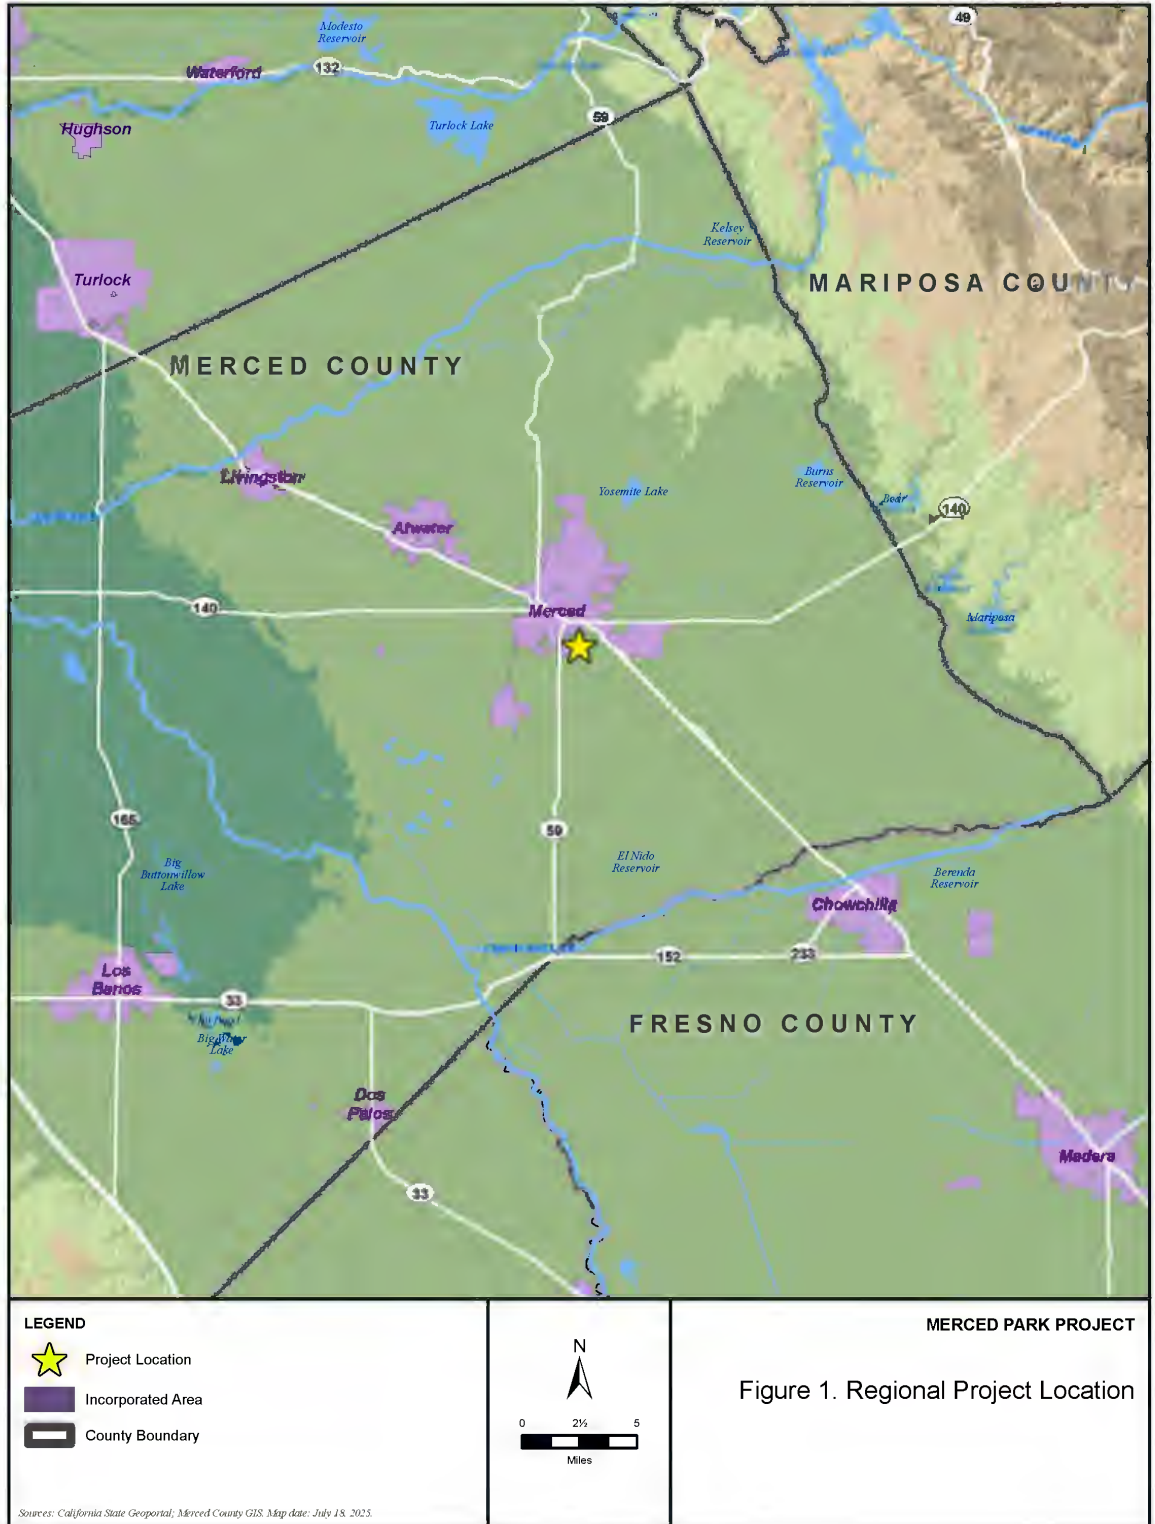 Modesto
Reservoir
49
Waterford
132
59
Turlock Lake
Hughson
Kelsey
Reservoir
Turlock
MARIPOSA COUNTY
MERCED COUNTY
Livingston
Yosemite Lake
Burns
Reservoir
Bear
140
Atwater
140
Merced
Mariposa
165
59
Big
Buttonwillow
Lake
El Nido
Reservoir
Berenda
Reservoir
Chowchilla
152
233
Los
Banos
33
Big Water
Lake
FRESNO COUNTY
Dos
Palos
Madera
33
LEGEND
Project Location
Incorporated Area
County Boundary
Sources: California State Geoportal; Merced County GIS. Map date: July 18, 2025.
N
0 2½ 5
Miles
MERCED PARK PROJECT
Figure 1. Regional Project Location